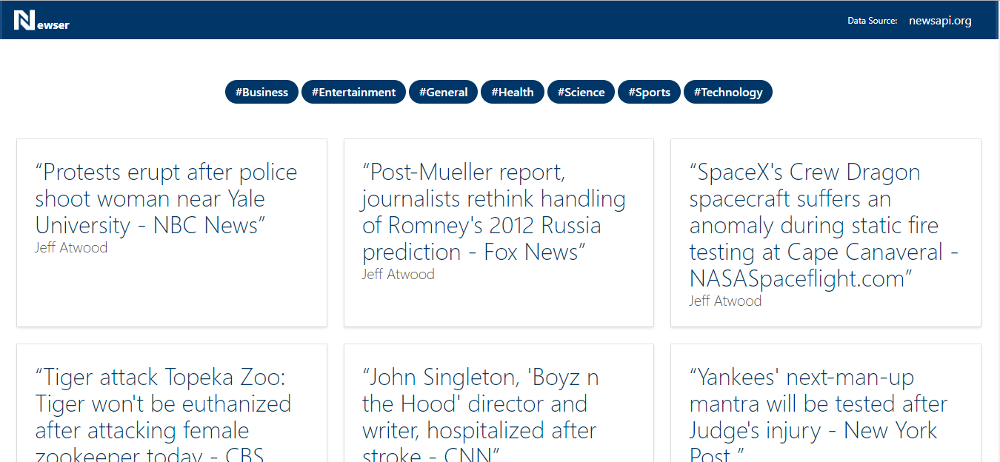 Newser
Data Source: newsapi.org
#Business #Entertainment #General #Health #Science #Sports #Technology
“Protests erupt after police
shoot woman near Yale
University - NBC News”
Jeff Atwood
“Post-Mueller report,
journalists rethink handling
of Romney's 2012 Russia
prediction - Fox News”
Jeff Atwood
“SpaceX's Crew Dragon
spacecraft suffers an
anomaly during static fire
testing at Cape Canaveral -
NASASpaceflight.com”
Jeff Atwood
“Tiger attack Topeka Zoo:
Tiger won't be euthanized
after attacking female
zookeeper today - CBS
“John Singleton, 'Boyz n
the Hood' director and
writer, hospitalized after
stroke - CNN”
“Yankees' next-man-up
mantra will be tested after
Judge's injury - New York
Post ”